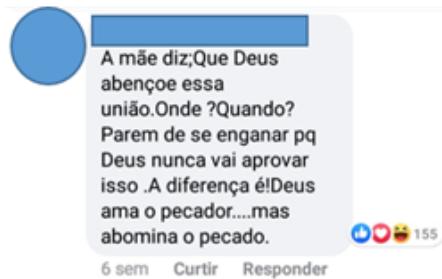 A mãe diz;Que Deus
abençoe essa
união.Onde ?Quando?
Parem de se enganar pq
Deus nunca vai aprovar
isso .A diferença é!Deus
ama o pecador....mas
abomina o pecado.
155
6 sem Curtir Responder